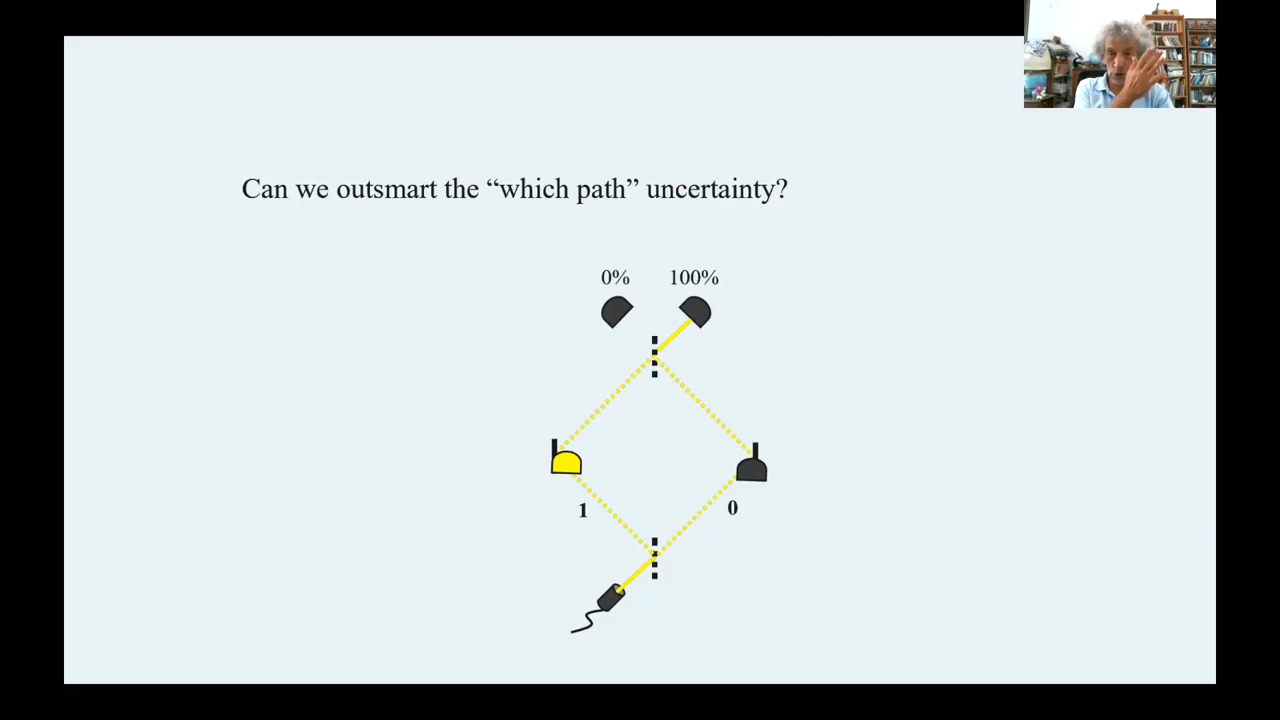 Can we outsmart the “which path” uncertainty?
0% 100%
1 0